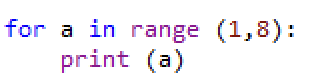 for a in range (1,8):
    print (a)